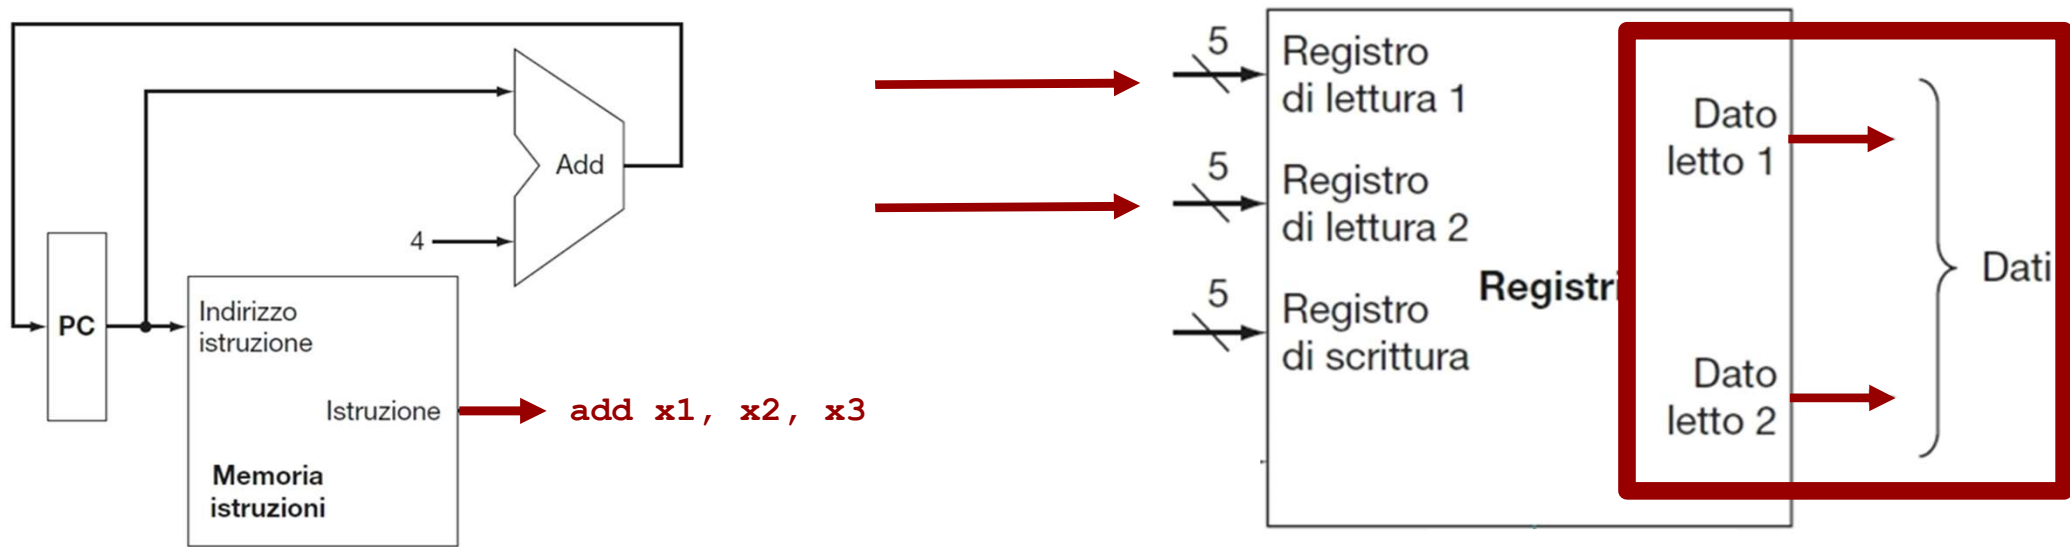 Add
4
PC
Indirizzo
istruzione
Istruzione
Memoria
istruzioni
add x1, x2, x3
5
Registro
di lettura 1
5
Registro
di lettura 2
5
Registro
di scrittura
Registri
Dato
letto 1
Dato
letto 2
Dati